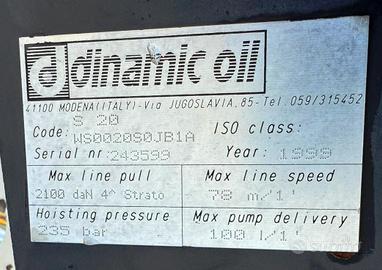 d dinamic oil
41100 MODENA(ITALY)-Via JUGOSLAVIA,85-Tel.059/315452
S 20
Code: WS0020S0JB1A ISO class:
Serial nr: 243599 Year: 1999
Max line pull Max line speed
2100 daN 4^ Strato 78 m/1'
Hoisting pressure Max pump delivery
235 bar 100 l/1'